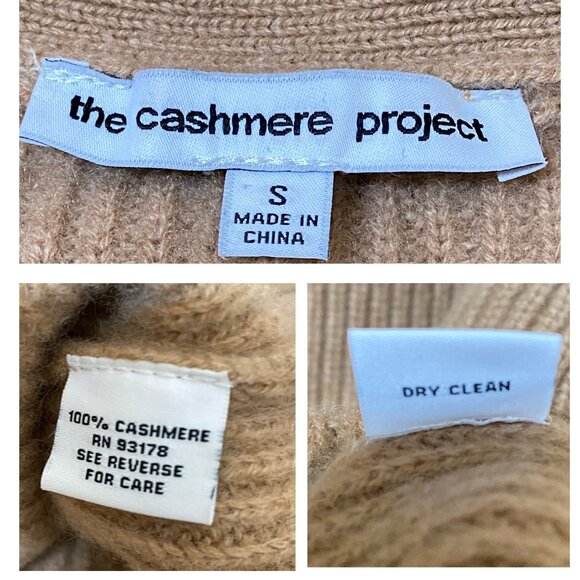 the cashmere project
S
MADE IN
CHINA
100% CASHMERE
RN 93178
SEE REVERSE
FOR CARE
DRY CLEAN